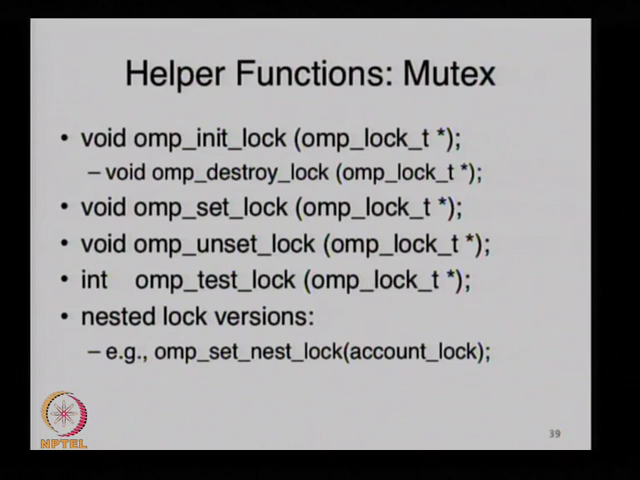 Helper Functions: Mutex
• void omp_init_lock (omp_lock_t *);
– void omp_destroy_lock (omp_lock_t *);
• void omp_set_lock (omp_lock_t *);
• void omp_unset_lock (omp_lock_t *);
• int omp_test_lock (omp_lock_t *);
• nested lock versions:
– e.g., omp_set_nest_lock(account_lock);
NPTEL
39